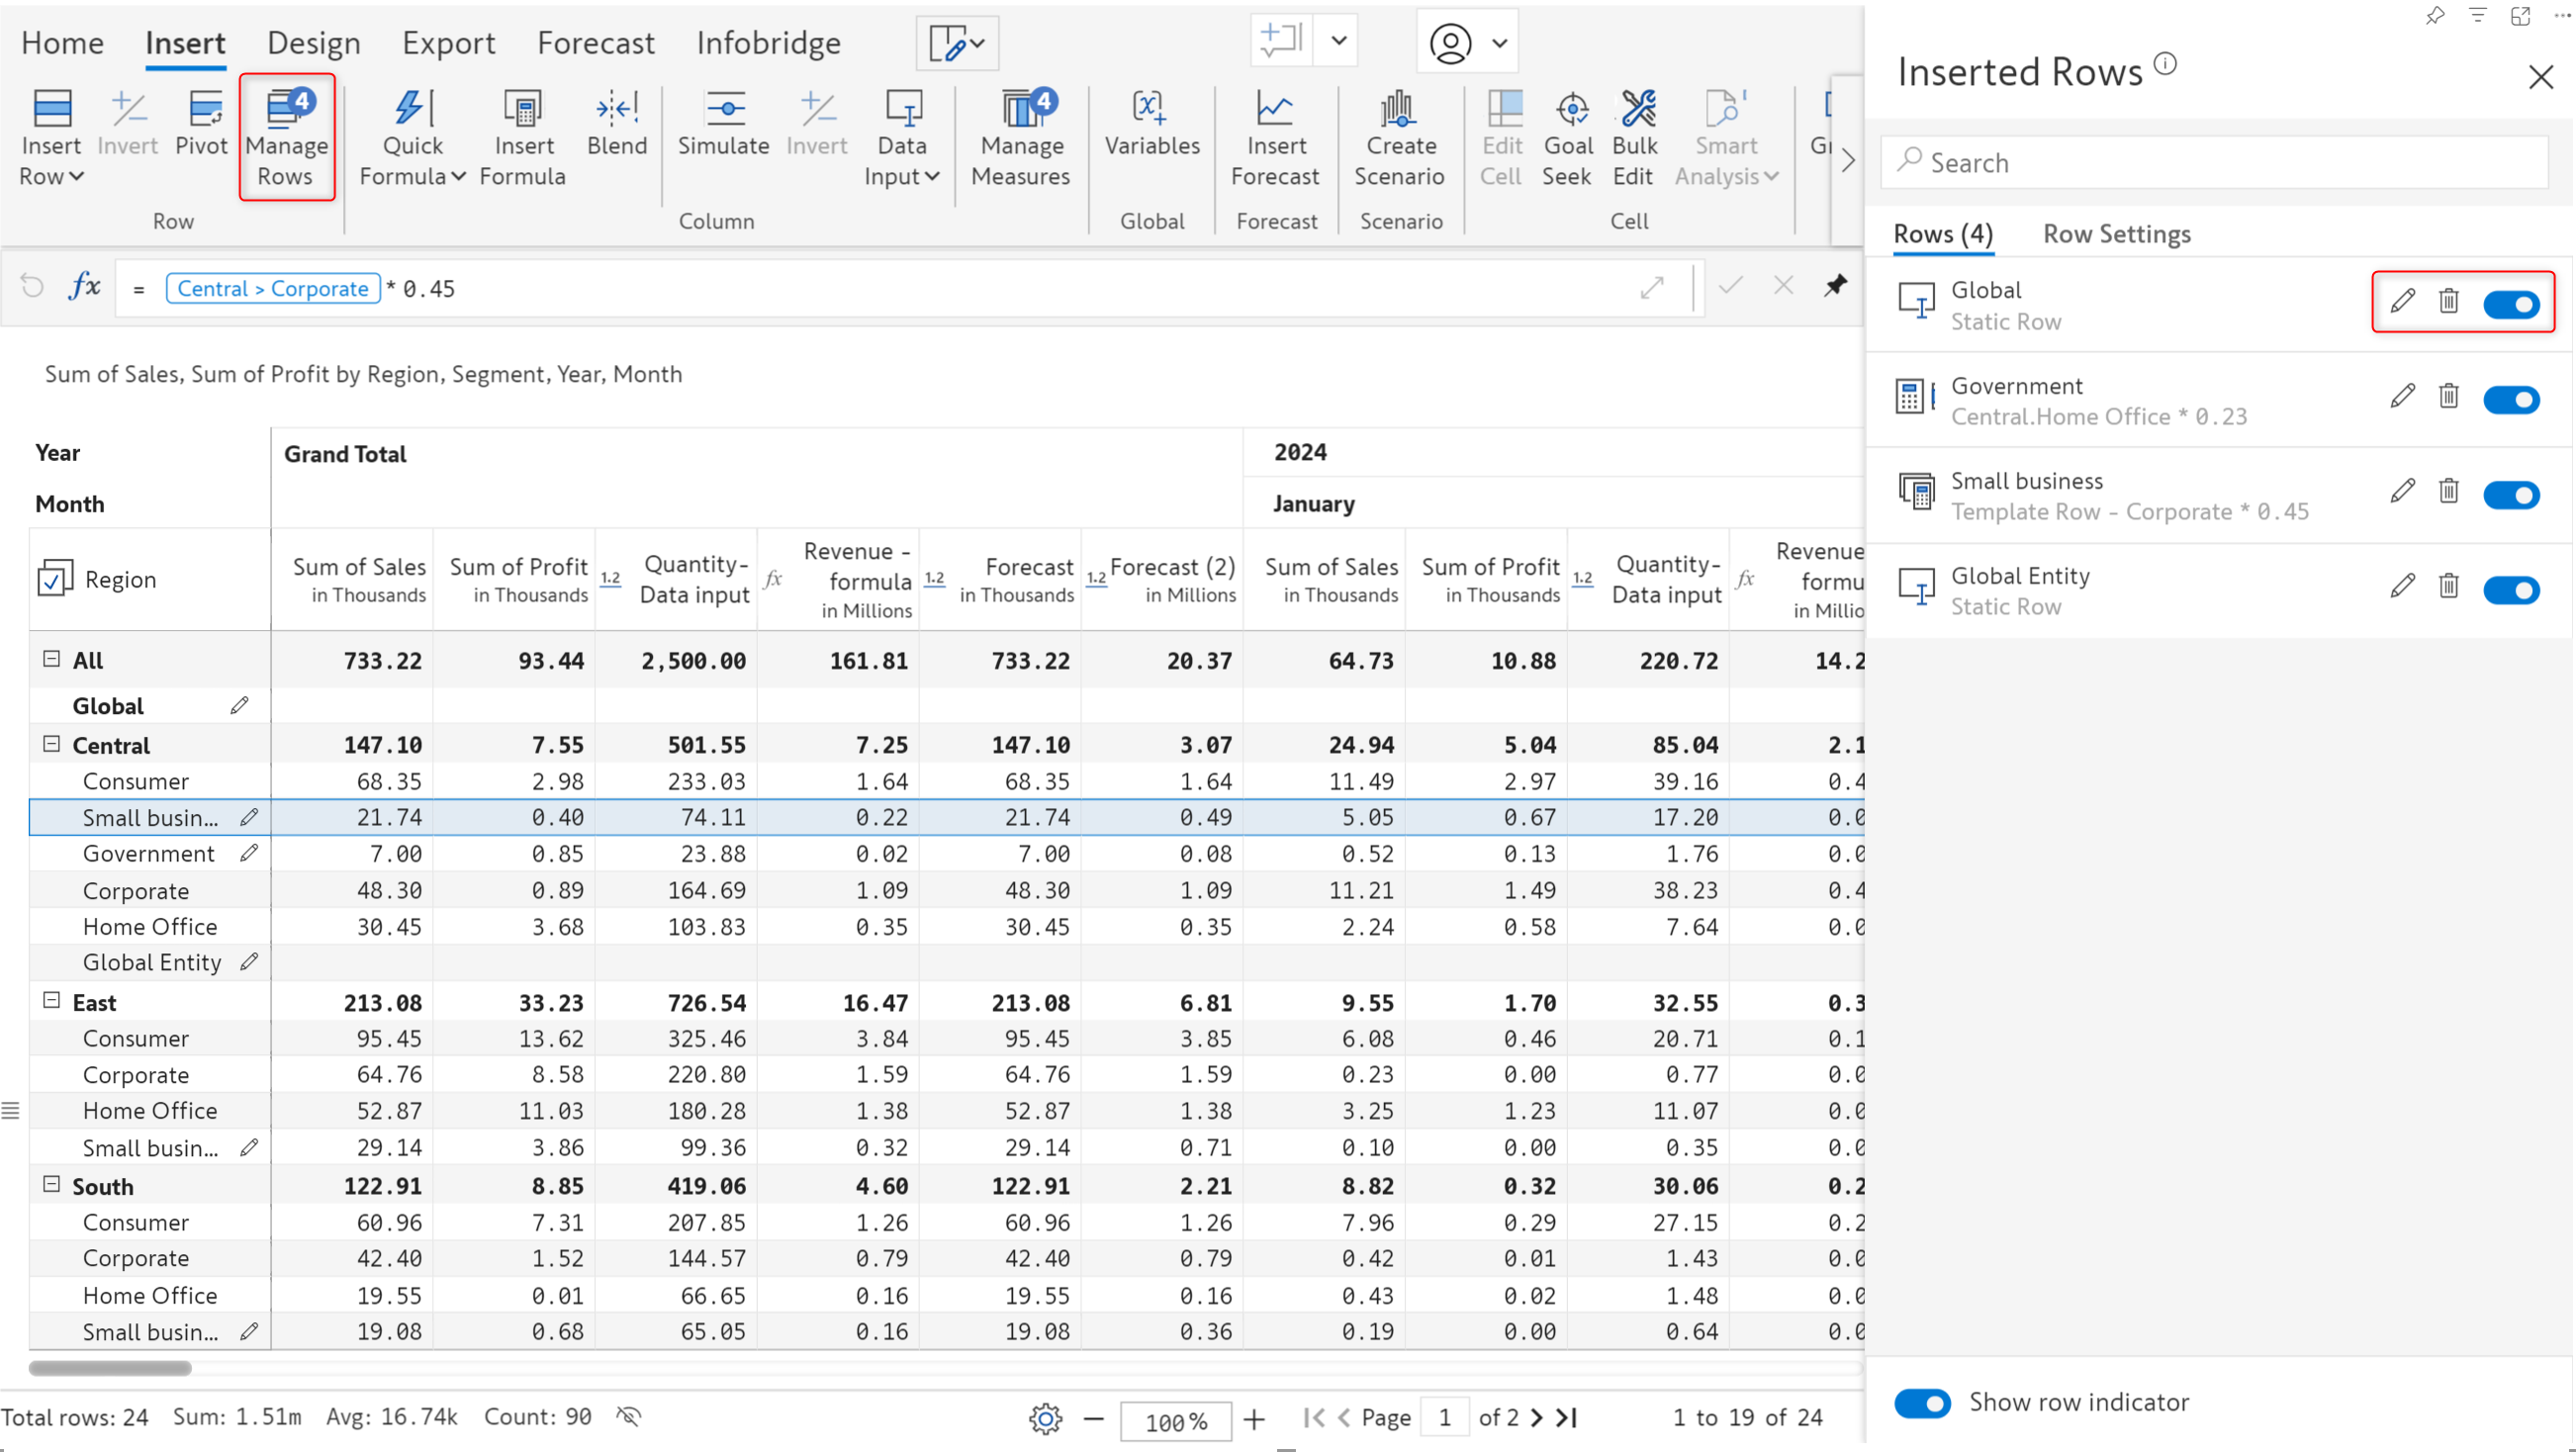 Home Insert Design Export Forecast Infobridge
Insert Row Invert Pivot Manage Rows 4 Quick Formula Insert Formula Blend Simulate Invert Data Input Manage Measures 4 Variables Insert Forecast Create Scenario Edit Cell Goal Seek Bulk Edit Smart Analysis
Row Column Global Forecast Scenario Cell
fx = Central > Corporate * 0.45
Sum of Sales, Sum of Profit by Region, Segment, Year, Month
Year Grand Total 2024
Month January
Region Sum of Sales in Thousands Sum of Profit in Thousands 1.2 Quantity- Data input fx Revenue - formula in Millions 1.2 Forecast in Thousands 1.2 Forecast (2) in Millions Sum of Sales in Thousands Sum of Profit in Thousands 1.2 Quantity- Data input fx Revenue formu in Millio
All 733.22 93.44 2,500.00 161.81 733.22 20.37 64.73 10.88 220.72 14.2
Global
Central 147.10 7.55 501.55 7.25 147.10 3.07 24.94 5.04 85.04 2.1
Consumer 68.35 2.98 233.03 1.64 68.35 1.64 11.49 2.97 39.16 0.4
Small busin... 21.74 0.40 74.11 0.22 21.74 0.49 5.05 0.67 17.20 0.0
Government 7.00 0.85 23.88 0.02 7.00 0.08 0.52 0.13 1.76 0.0
Corporate 48.30 0.89 164.69 1.09 48.30 1.09 11.21 1.49 38.23 0.4
Home Office 30.45 3.68 103.83 0.35 30.45 0.35 2.24 0.58 7.64 0.0
Global Entity
East 213.08 33.23 726.54 16.47 213.08 6.81 9.55 1.70 32.55 0.3
Consumer 95.45 13.62 325.46 3.84 95.45 3.85 6.08 0.46 20.71 0.1
Corporate 64.76 8.58 220.80 1.59 64.76 1.59 0.23 0.00 0.77 0.0
Home Office 52.87 11.03 180.28 1.38 52.87 1.38 3.25 1.23 11.07 0.0
Small busin... 29.14 3.86 99.36 0.32 29.14 0.71 0.10 0.00 0.35 0.0
South 122.91 8.85 419.06 4.60 122.91 2.21 8.82 0.32 30.06 0.2
Consumer 60.96 7.31 207.85 1.26 60.96 1.26 7.96 0.29 27.15 0.2
Corporate 42.40 1.52 144.57 0.79 42.40 0.79 0.42 0.01 1.43 0.0
Home Office 19.55 0.01 66.65 0.16 19.55 0.16 0.43 0.02 1.48 0.0
Small busin... 19.08 0.68 65.05 0.16 19.08 0.36 0.19 0.00 0.64 0.0
Total rows: 24 Sum: 1.51m Avg: 16.74k Count: 90 100 % Page 1 of 2 1 to 19 of 24
Inserted Rows
Search
Rows (4) Row Settings
Global
Static Row
Government
Central.Home Office * 0.23
Small business
Template Row - Corporate * 0.45
Global Entity
Static Row
Show row indicator